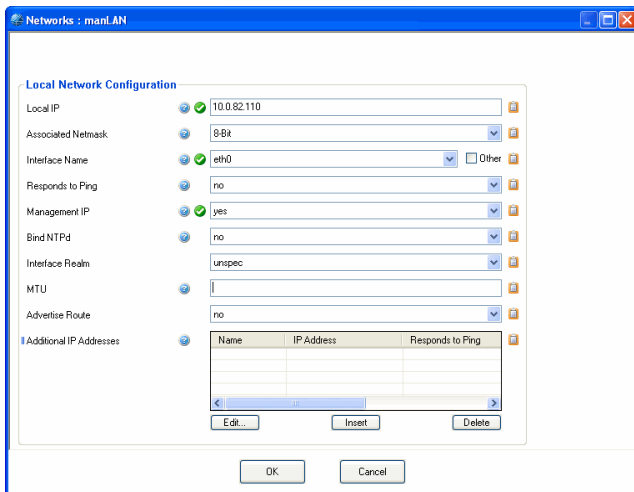 Networks : manLAN
Local Network Configuration
Local IP 10.0.82.110
Associated Netmask 8-Bit
Interface Name eth0 Other
Responds to Ping no
Management IP yes
Bind NTPd no
Interface Realm unspec
MTU
Advertise Route no
Additional IP Addresses Name IP Address Responds to Ping
Edit... Insert Delete
OK Cancel